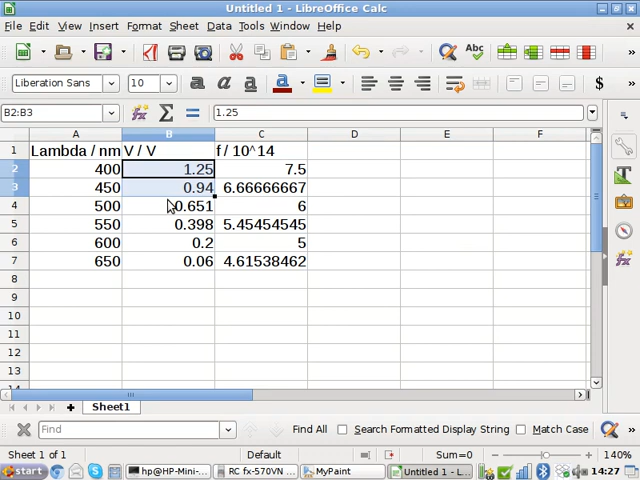 Untitled 1 - LibreOffice Calc
File Edit View Insert Format Sheet Data Tools Window Help
Liberation Sans 10 a a a a $
B2:B3 1.25
A B C D E F
1 Lambda / nm V / V f / 10^14
2 400 1.25 7.5
3 450 0.94 6.66666667
4 500 0.651 6
5 550 0.398 5.45454545
6 600 0.2 5
7 650 0.06 4.61538462
8
9
10
11
12
13
14
Sheet1
Find Find All Search Formatted Display String Match Case
Sheet 1 of 1 Default Sum=0 140%
start hp@HP-Mini-... RC fx-570VN ... MyPaint Untitled 1 - L... 14:27